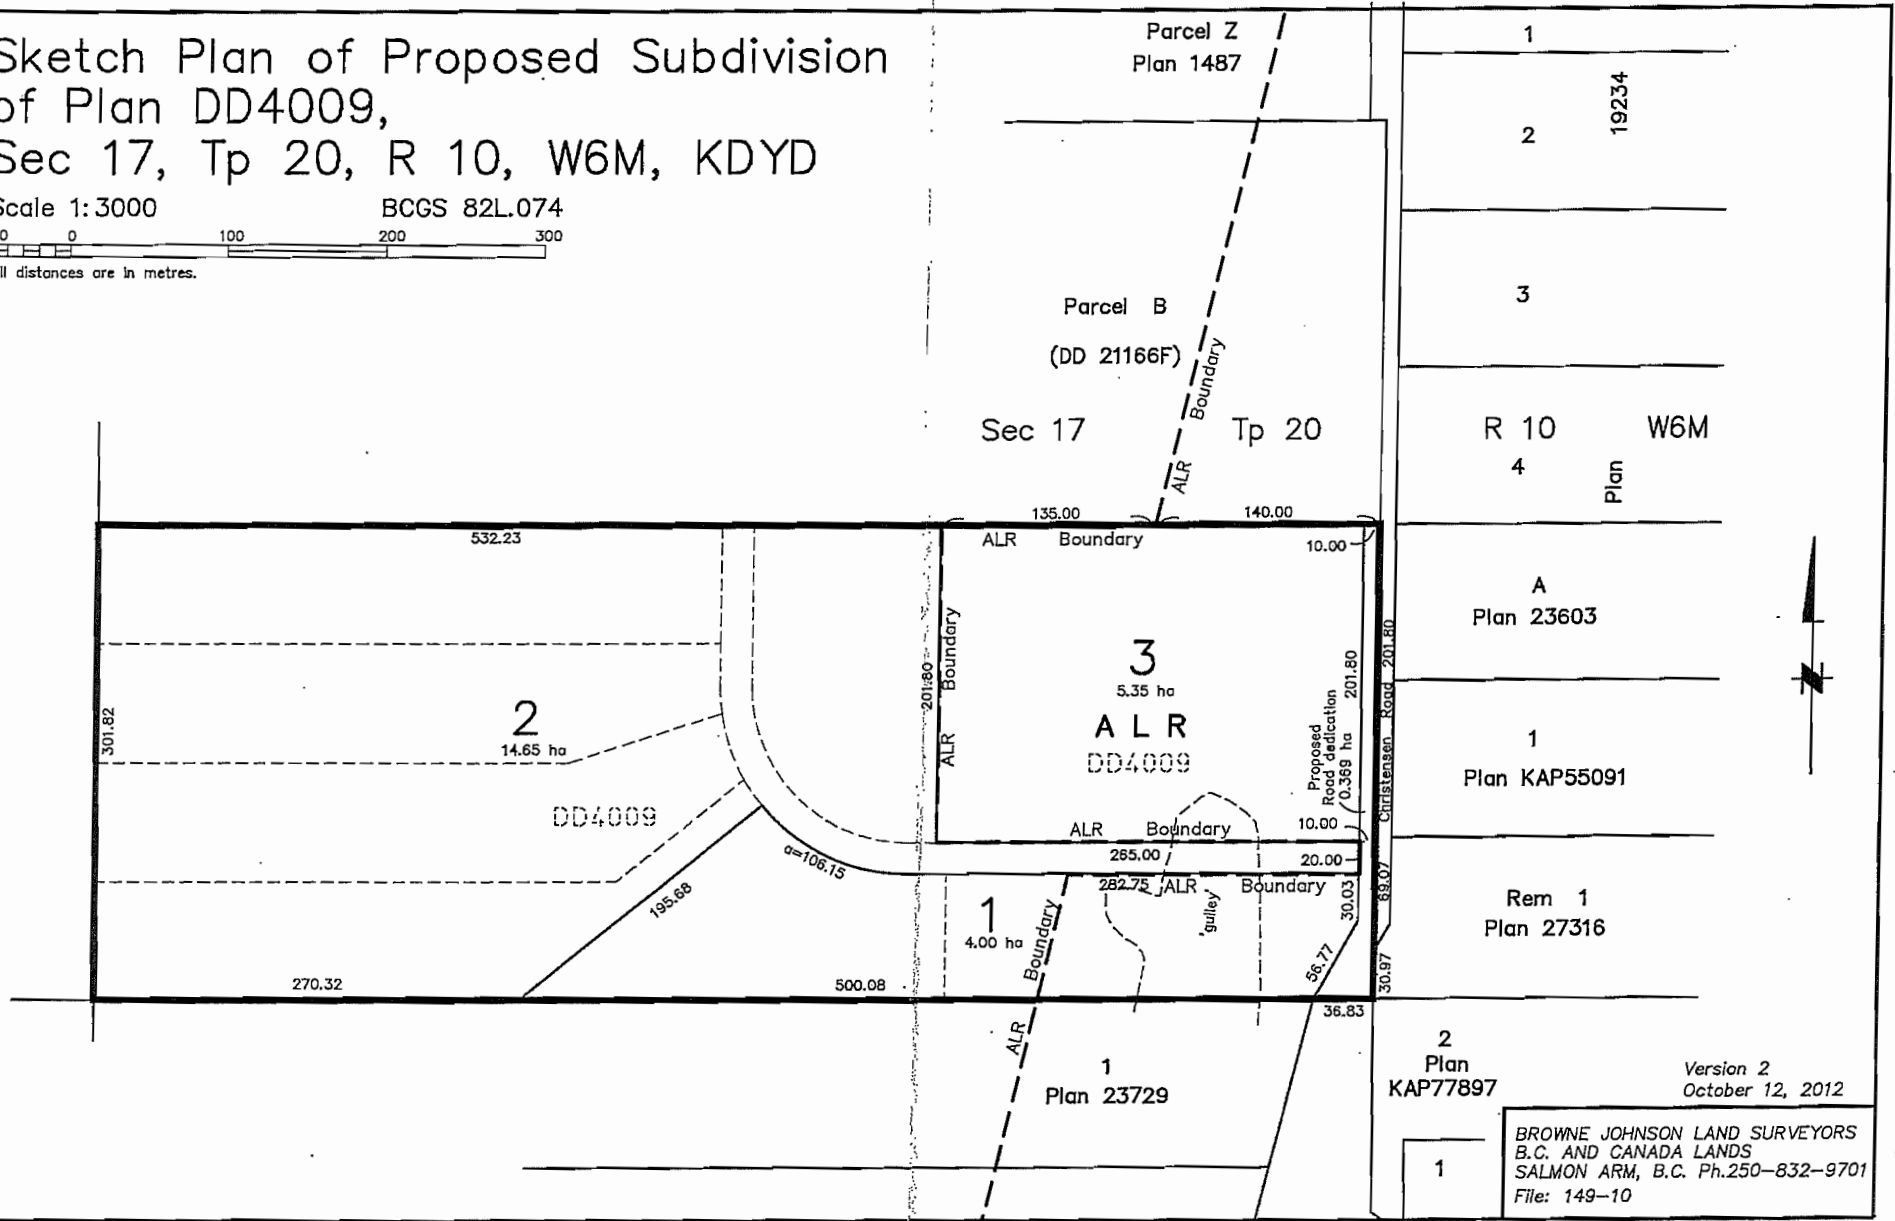 Sketch Plan of Proposed Subdivision
of Plan DD4009,
Sec 17, Tp 20, R 10, W6M, KDYD
Scale 1:3000 BCGS 82L.074
0 0 100 200 300
ll distances are in metres.
Parcel Z
Plan 1487
1
19234
2
3
Parcel B
(DD 21166F)
ALR Boundary
Sec 17 Tp 20 R 10 W6M
4
Plan
135.00 140.00
532.23
ALR Boundary
10.00
A
Plan 23603
301.82
2
14.65 ha
DD4009
201.80
ALR Boundary
3
5.35 ha
A L R
DD4009
Proposed
Road dedication
0.369 ha
201.80
Christensen Road 201.80
1
Plan KAP55091
ALR Boundary
10.00
265.00
20.00
a=106.15
195.68
282.75 ALR Boundary
1
4.00 ha
ALR Boundary
'gulley'
30.03
69.07
56.77
30.97
Rem 1
Plan 27316
270.32
500.08
36.83
1
Plan 23729
2
Plan
KAP77897
1
Version 2
October 12, 2012
BROWNE JOHNSON LAND SURVEYORS
B.C. AND CANADA LANDS
SALMON ARM, B.C. Ph.250-832-9701
File: 149-10
N